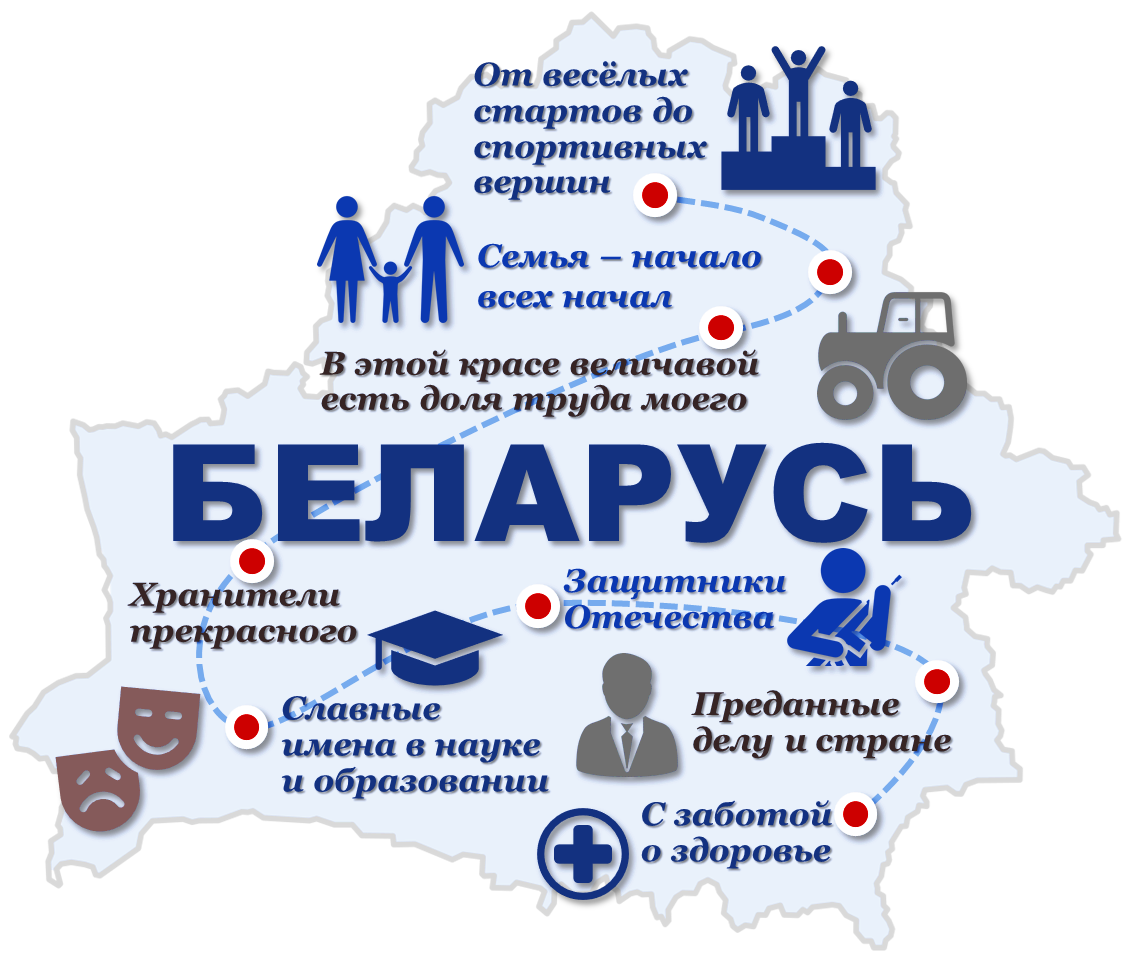 От весёлых
стартов до
спортивных
вершин
Семья – начало
всех начал
В этой красе величавой
есть доля труда моего
БЕЛАРУСЬ
Хранители
прекрасного
Защитники
Отечества
Славные
имена в науке
и образовании
Преданные
делу и стране
С заботой
о здоровье